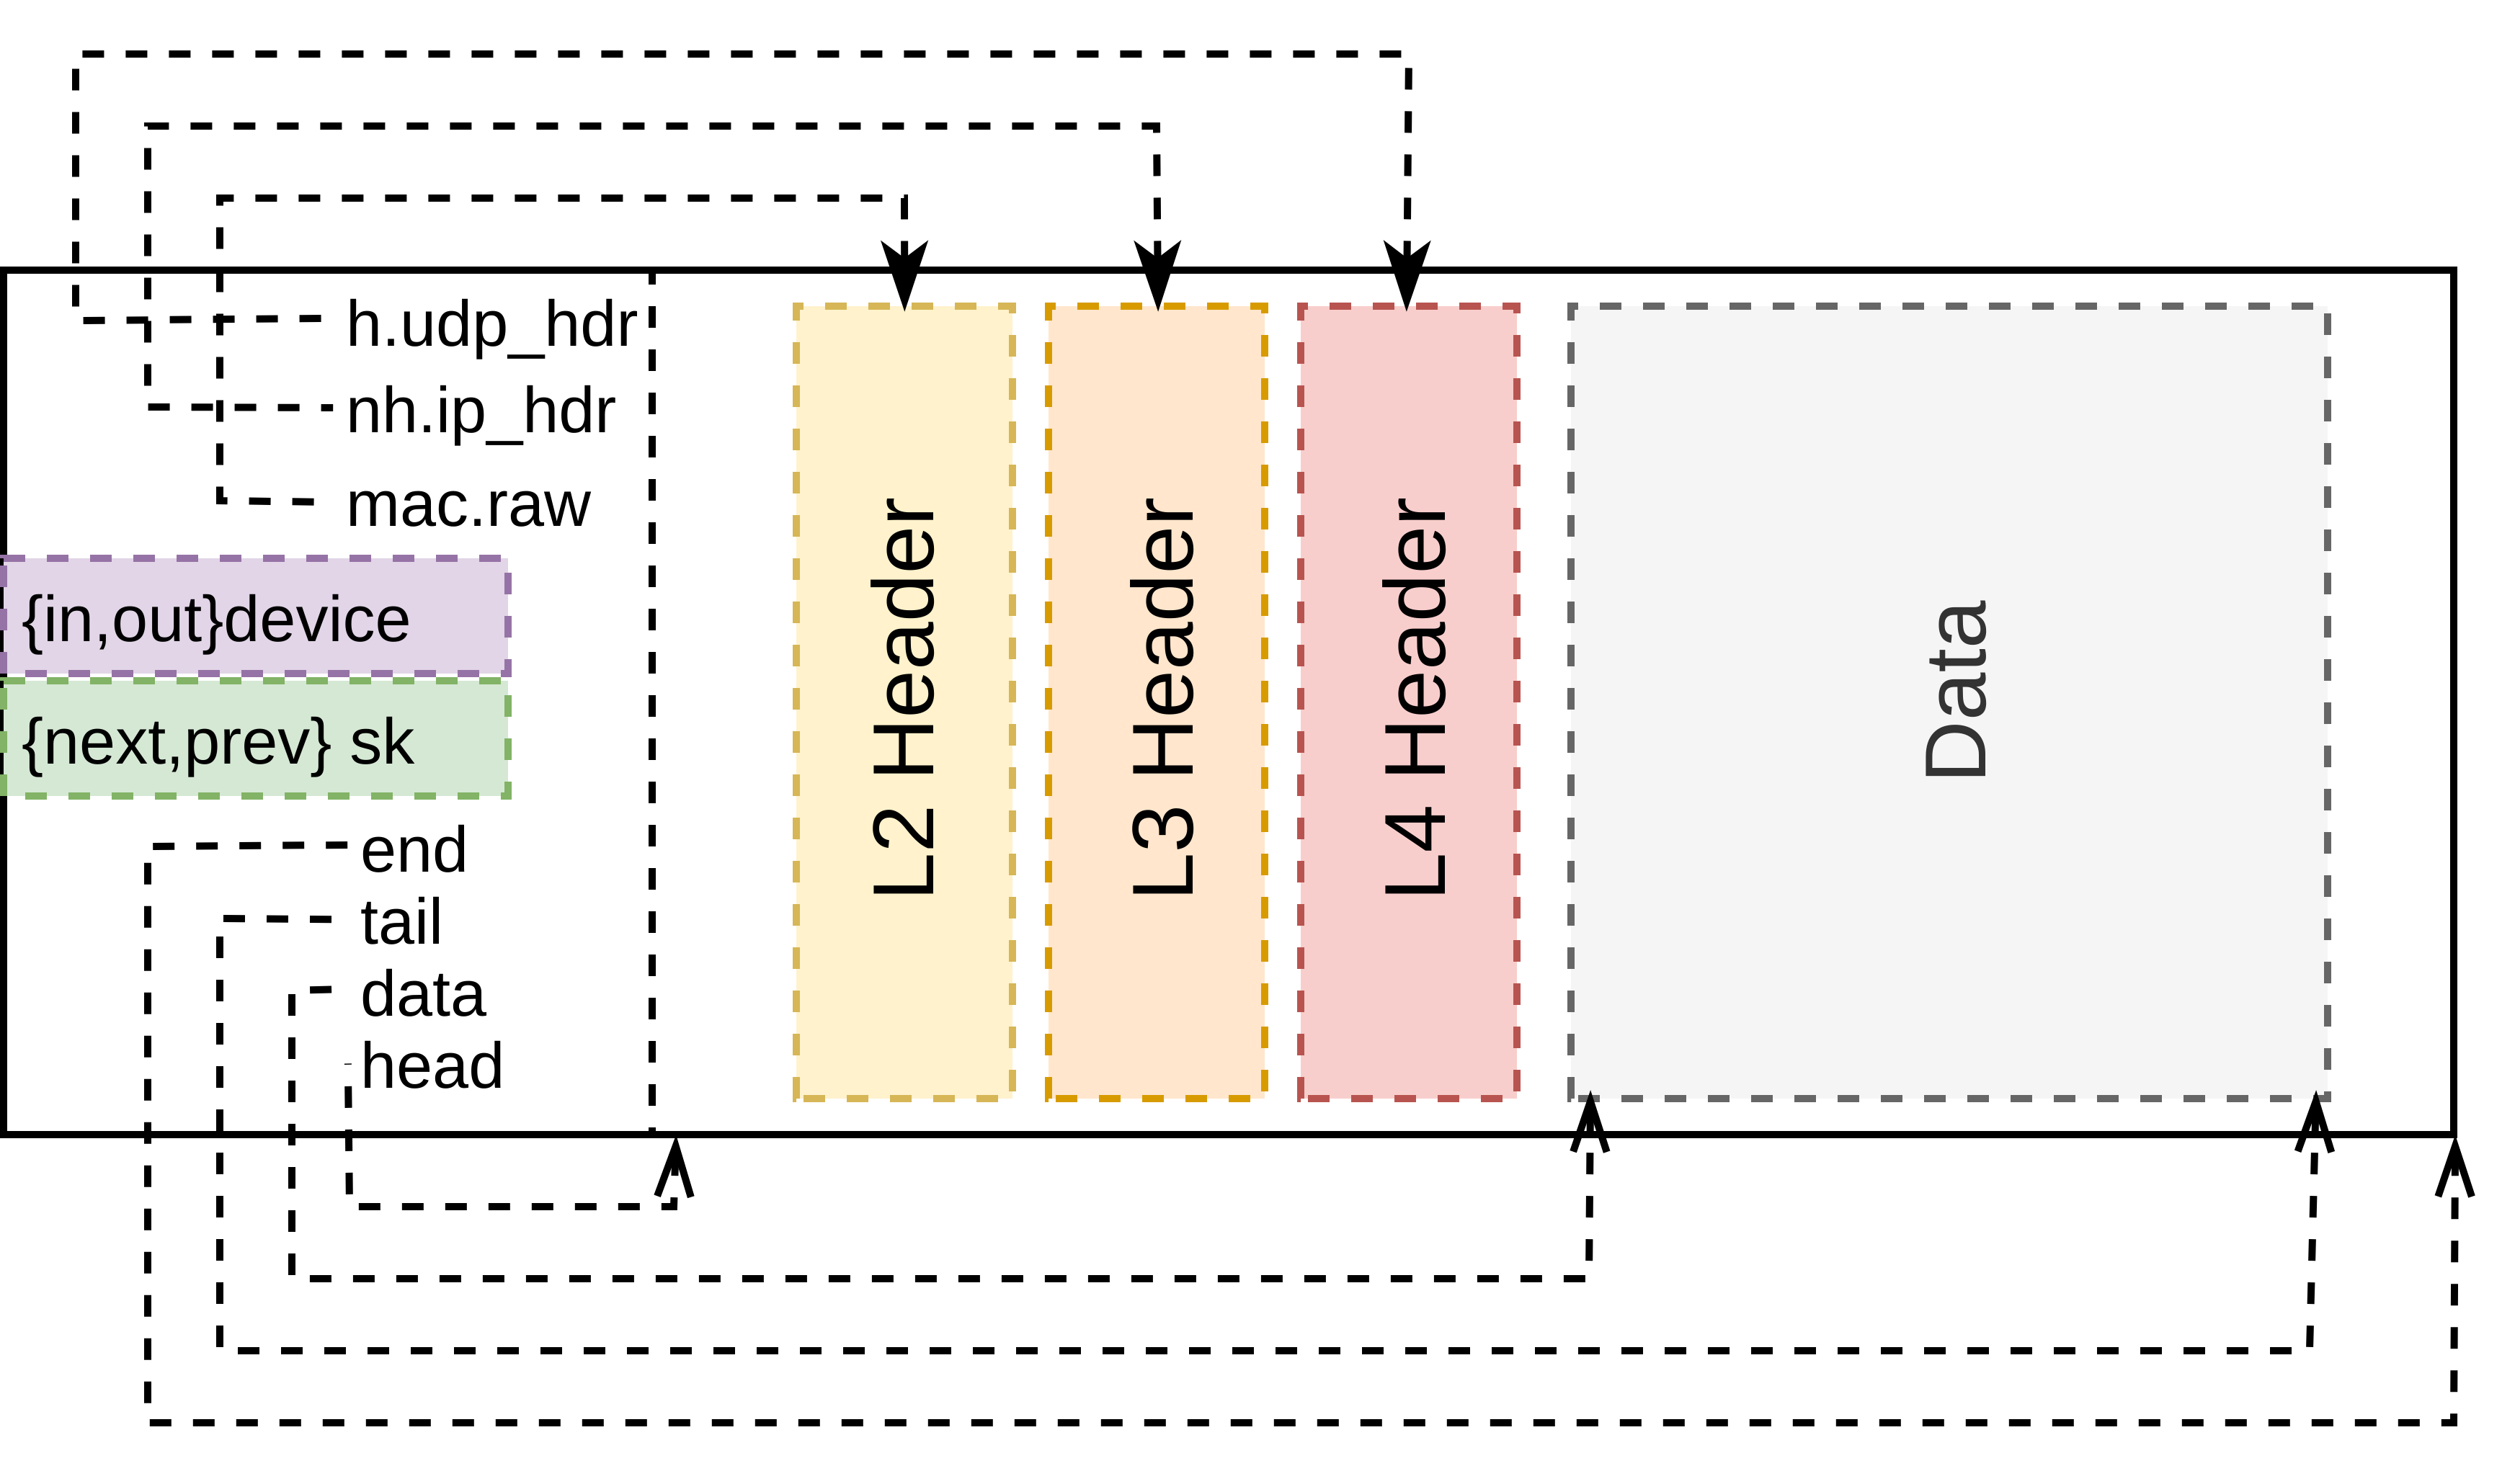 h.udp_hdr
nh.ip_hdr
mac.raw
{in,out}device
{next,prev} sk
end
tail
data
head
L2 Header
L3 Header
L4 Header
Data